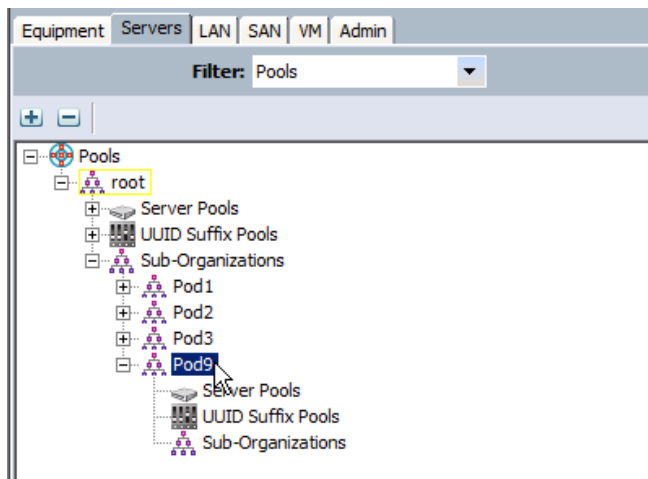 Equipment Servers LAN SAN VM Admin
Filter: Pools
Pools
root
Server Pools
UUID Suffix Pools
Sub-Organizations
Pod1
Pod2
Pod3
Pod9
Server Pools
UUID Suffix Pools
Sub-Organizations